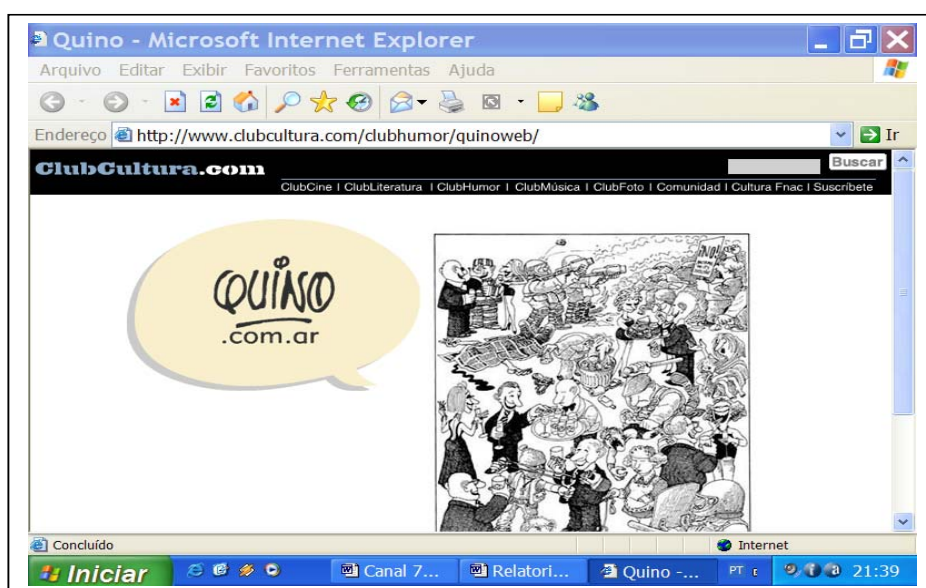 Quino - Microsoft Internet Explorer
Arquivo Editar Exibir Favoritos Ferramentas Ajuda
Endereço http://www.clubcultura.com/clubhumor/quinoweb/ Ir
ClubCultura.com Buscar
ClubCine I ClubLiteratura I ClubHumor I ClubMúsica I ClubFoto I Comunidad I Cultura Fnac I Suscríbete
QUINO
.com.ar
¡NO!
Concluído Internet
Iniciar Canal 7... Relatori... Quino -... PT 21:39